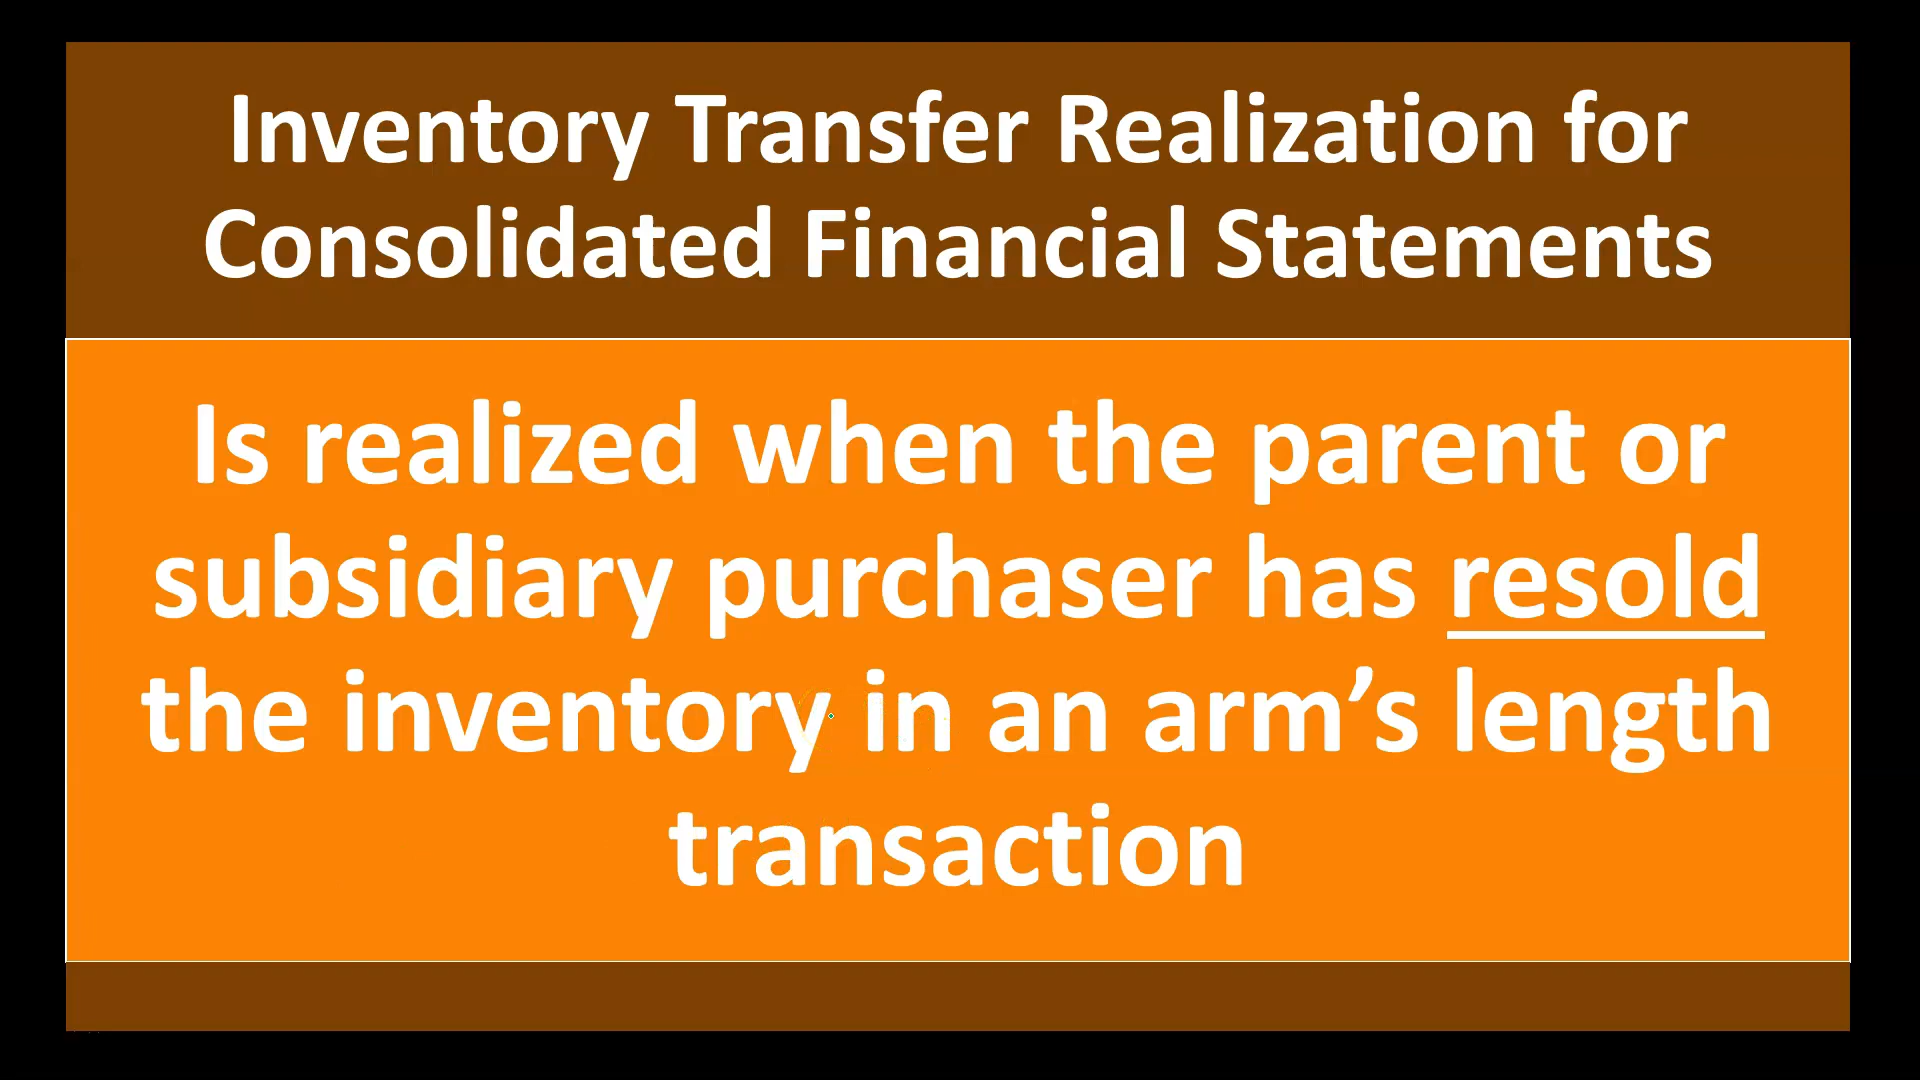 Inventory Transfer Realization for
Consolidated Financial Statements
Is realized when the parent or
subsidiary purchaser has resold
the inventory in an arm’s length
transaction